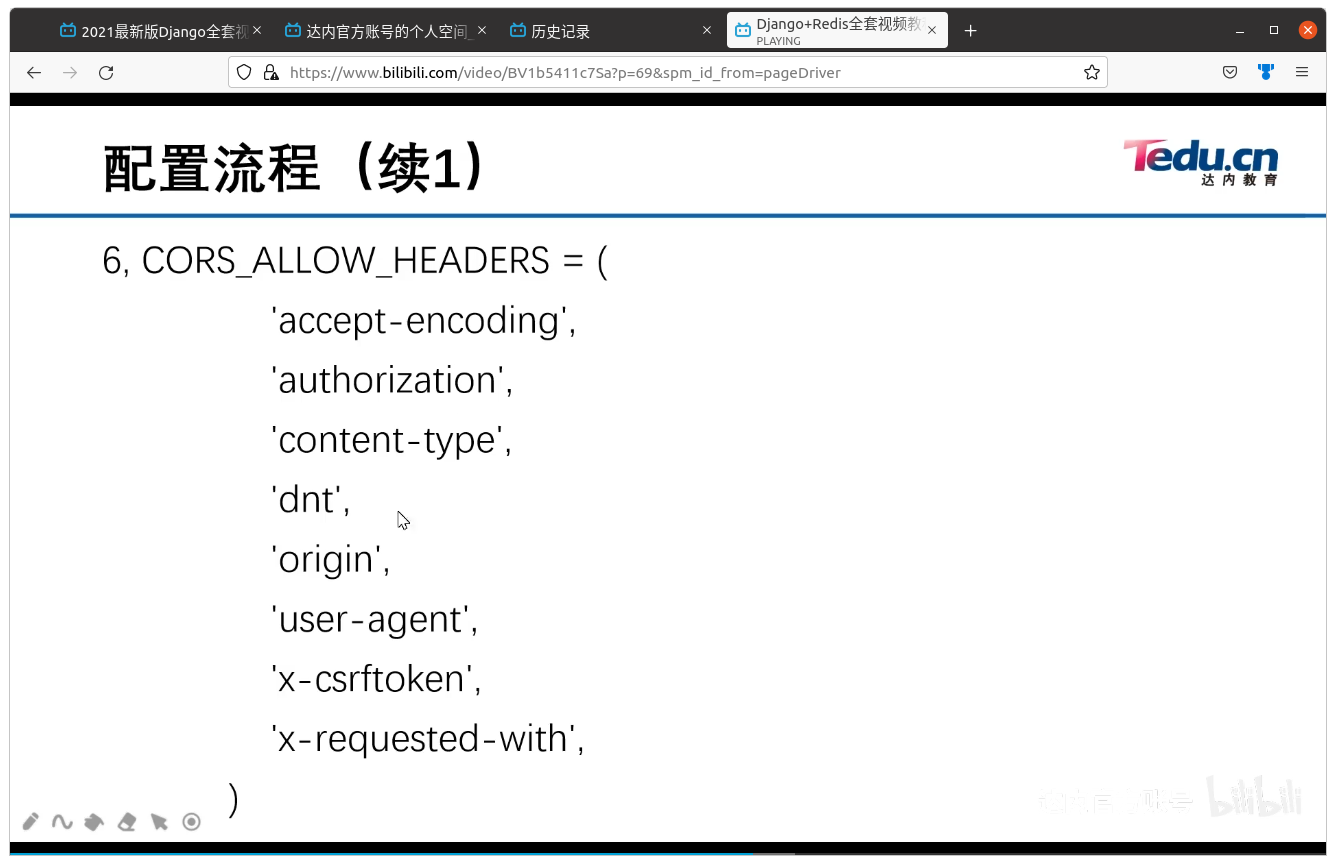 2021最新版Django全套视
达内官方账号的个人空间_
历史记录
Django+Redis全套视频教
PLAYING
https://www.bilibili.com/video/BV1b5411c7Sa?p=69&spm_id_from=pageDriver
配置流程（续1）
Tedu.cn
达内教育
6, CORS_ALLOW_HEADERS = (
'accept-encoding',
'authorization',
'content-type',
'dnt',
'origin',
'user-agent',
'x-csrftoken',
'x-requested-with',
)
bilibili